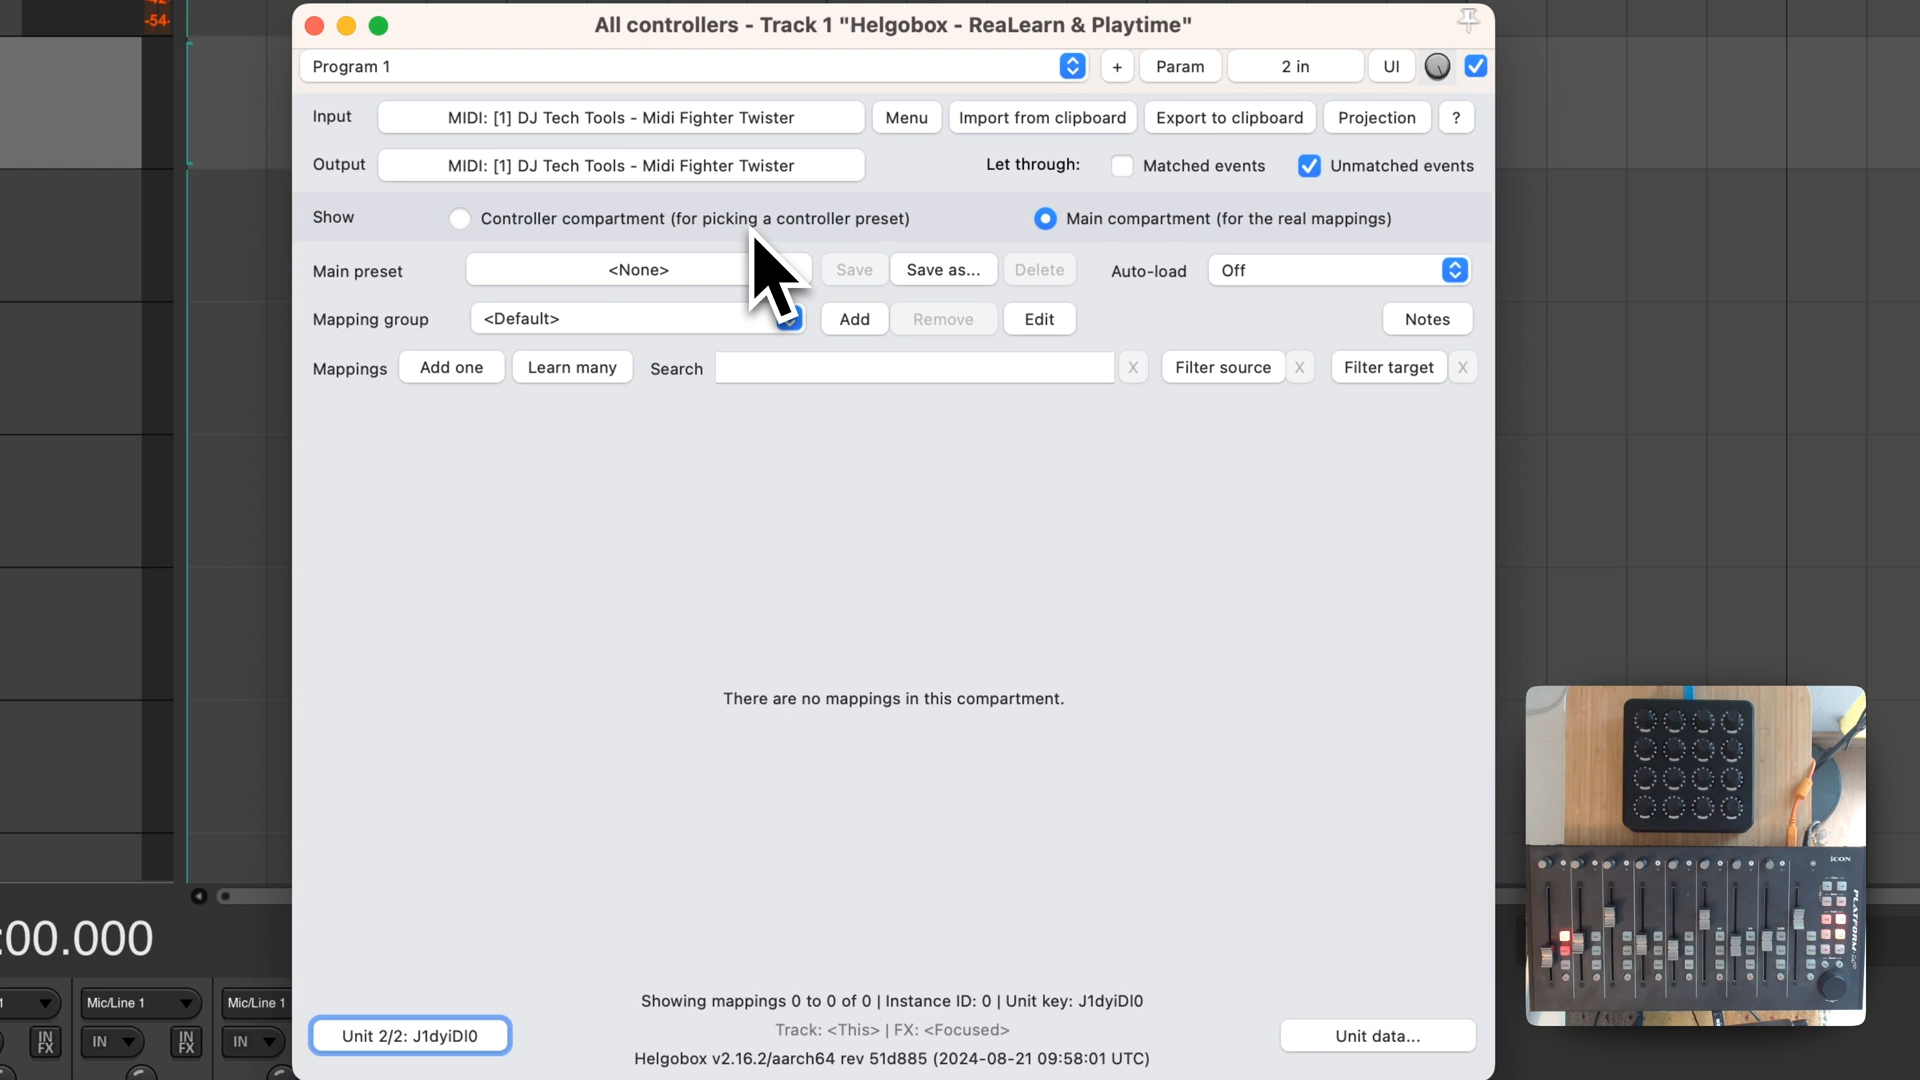 -54-
All controllers - Track 1 "Helgobox - ReaLearn & Playtime"
Program 1
+
Param
2 in
UI
Input
MIDI: [1] DJ Tech Tools - Midi Fighter Twister
Menu
Import from clipboard
Export to clipboard
Projection
?
Output
MIDI: [1] DJ Tech Tools - Midi Fighter Twister
Let through:
Matched events
Unmatched events
Show
Controller compartment (for picking a controller preset)
Main compartment (for the real mappings)
Main preset
<None>
Save
Save as...
Delete
Auto-load
Off
Mapping group
<Default>
Add
Remove
Edit
Notes
Mappings
Add one
Learn many
Search
X
Filter source
X
Filter target
X
There are no mappings in this compartment.
iCON
:00.000
Mic/Line 1
Mic/Line 1
IN
FX
IN
IN
FX
IN
Showing mappings 0 to 0 of 0 | Instance ID: 0 | Unit key: J1dyiDI0
Track: <This> | FX: <Focused>
Helgobox v2.16.2/aarch64 rev 51d885 (2024-08-21 09:58:01 UTC)
Unit 2/2: J1dyiDI0
Unit data...